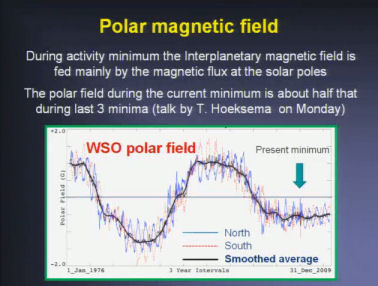 Polar magnetic field
During activity minimum the Interplanetary magnetic field is
fed mainly by the magnetic flux at the solar poles
The polar field during the current minimum is about half that
during last 3 minima (talk by T. Hoeksema on Monday)
+2.0
WSO polar field
Present minimum
Polar Field (G)
North
South
Smoothed average
-2.0
1_Jan_1976
3 Year Intervals
31_Dec_2009